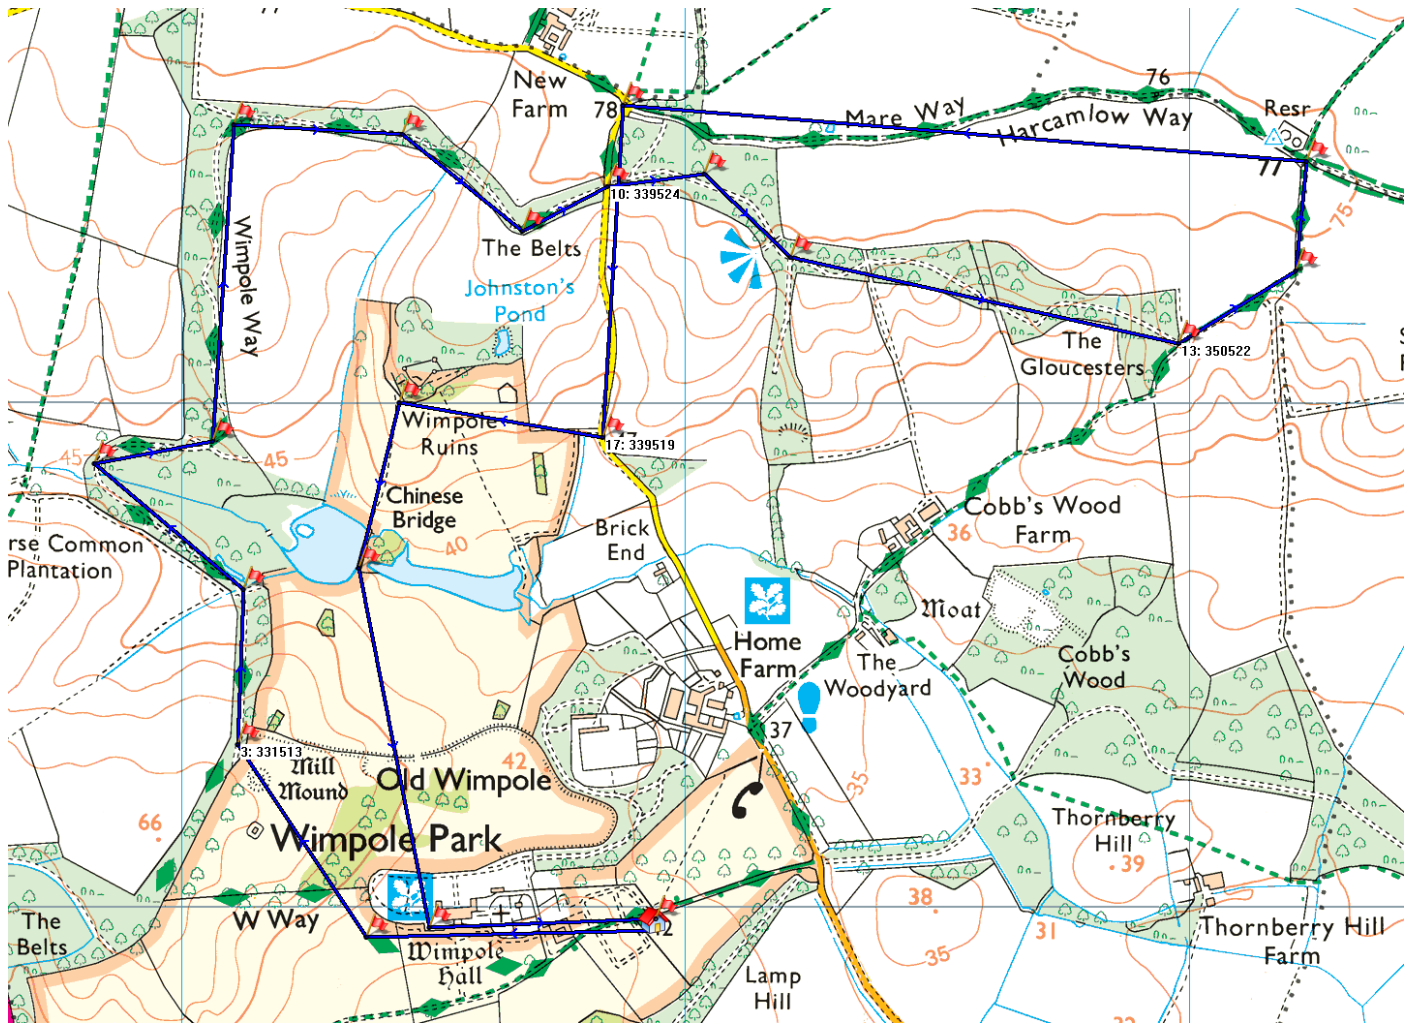 New
Farm
78
76
Mare Way
Harcamlow Way
Resr
77
75
10: 339524
The Belts
Johnston's
Pond
Wimpole Way
The
Gloucesters
13: 350522
Wimpole
Ruins
17: 339519
45
45
Chinese
Bridge
40
Brick
End
Cobb's Wood
Farm
36
rse Common
Plantation
Moat
Home
Farm
The
Woodyard
Cobb's
Wood
37
3: 331513
Mill
Mound
42
Old Wimpole
35
33
66
Wimpole Park
Thornberry
Hill
39
38
The
Belts
W Way
Wimpole
Hall
35
31
Thornberry Hill
Farm
Lamp
Hill